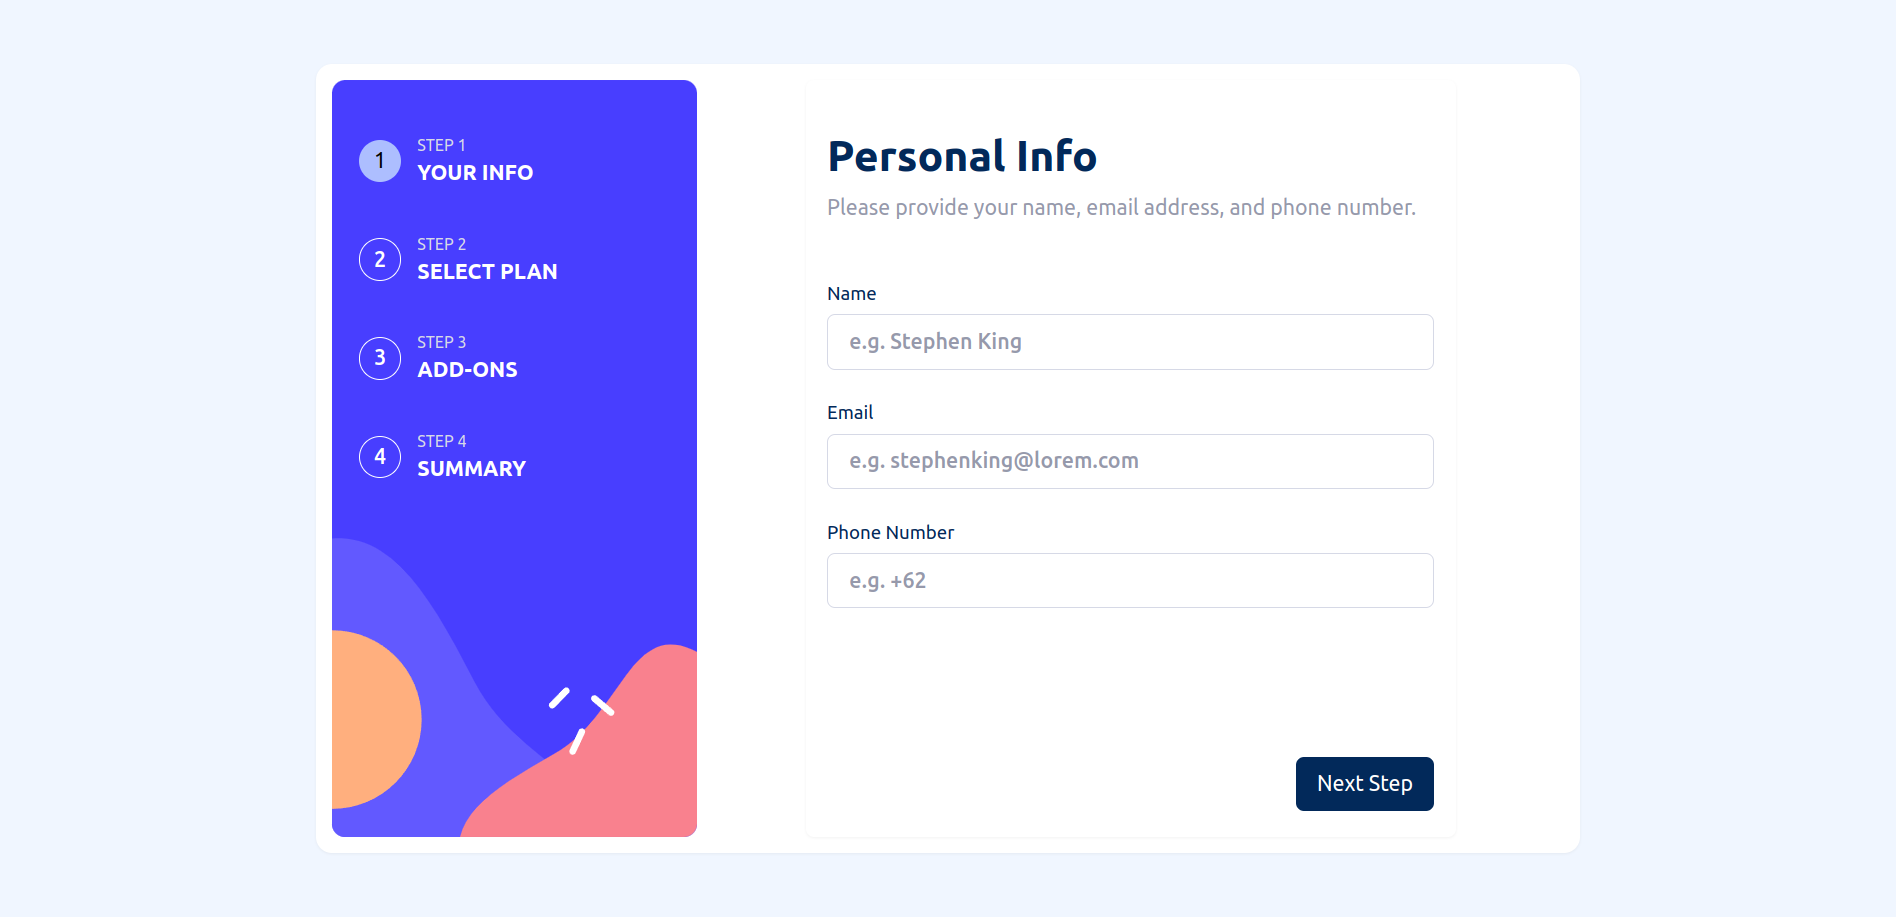 1
STEP 1
YOUR INFO
2
STEP 2
SELECT PLAN
3
STEP 3
ADD-ONS
4
STEP 4
SUMMARY
Personal Info
Please provide your name, email address, and phone number.
Name
e.g. Stephen King
Email
e.g. stephenking@lorem.com
Phone Number
e.g. +62
Next Step